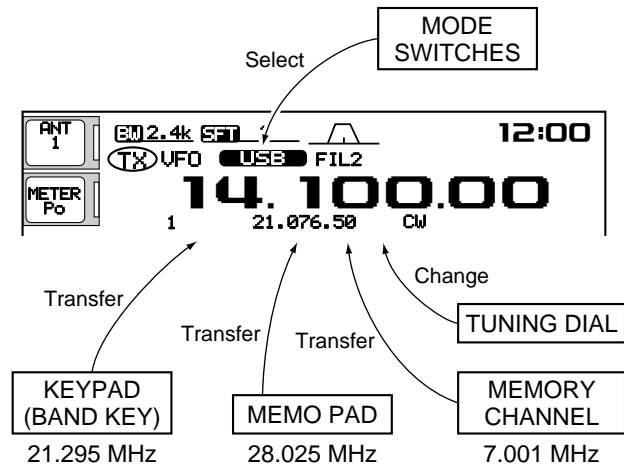 MODE
SWITCHES
Select
ANT
1
BW 2.4k SFT
12:00
TX VFO USB FIL2
METER
Po
14.100.00
1 21.076.50 CW
Transfer
Change
Transfer
Transfer
TUNING DIAL
KEYPAD
(BAND KEY)
MEMO PAD
MEMORY
CHANNEL
21.295 MHz
28.025 MHz
7.001 MHz